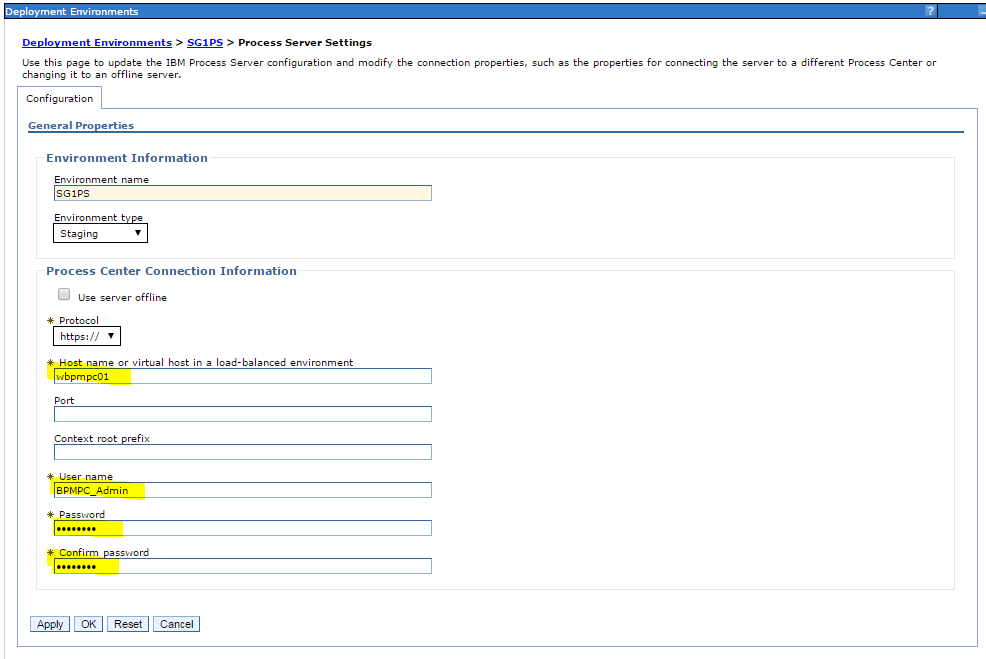 Deployment Environments ?
Deployment Environments > SG1PS > Process Server Settings
Use this page to update the IBM Process Server configuration and modify the connection properties, such as the properties for connecting the server to a different Process Center or
changing it to an offline server.
Configuration
General Properties
Environment Information
Environment name
SG1PS
Environment type
Staging
Process Center Connection Information
Use server offline
* Protocol
https://
* Host name or virtual host in a load-balanced environment
wbpmpc01
Port
Context root prefix
* User name
BPMPC_Admin
* Password
••••••••
* Confirm password
••••••••
Apply OK Reset Cancel